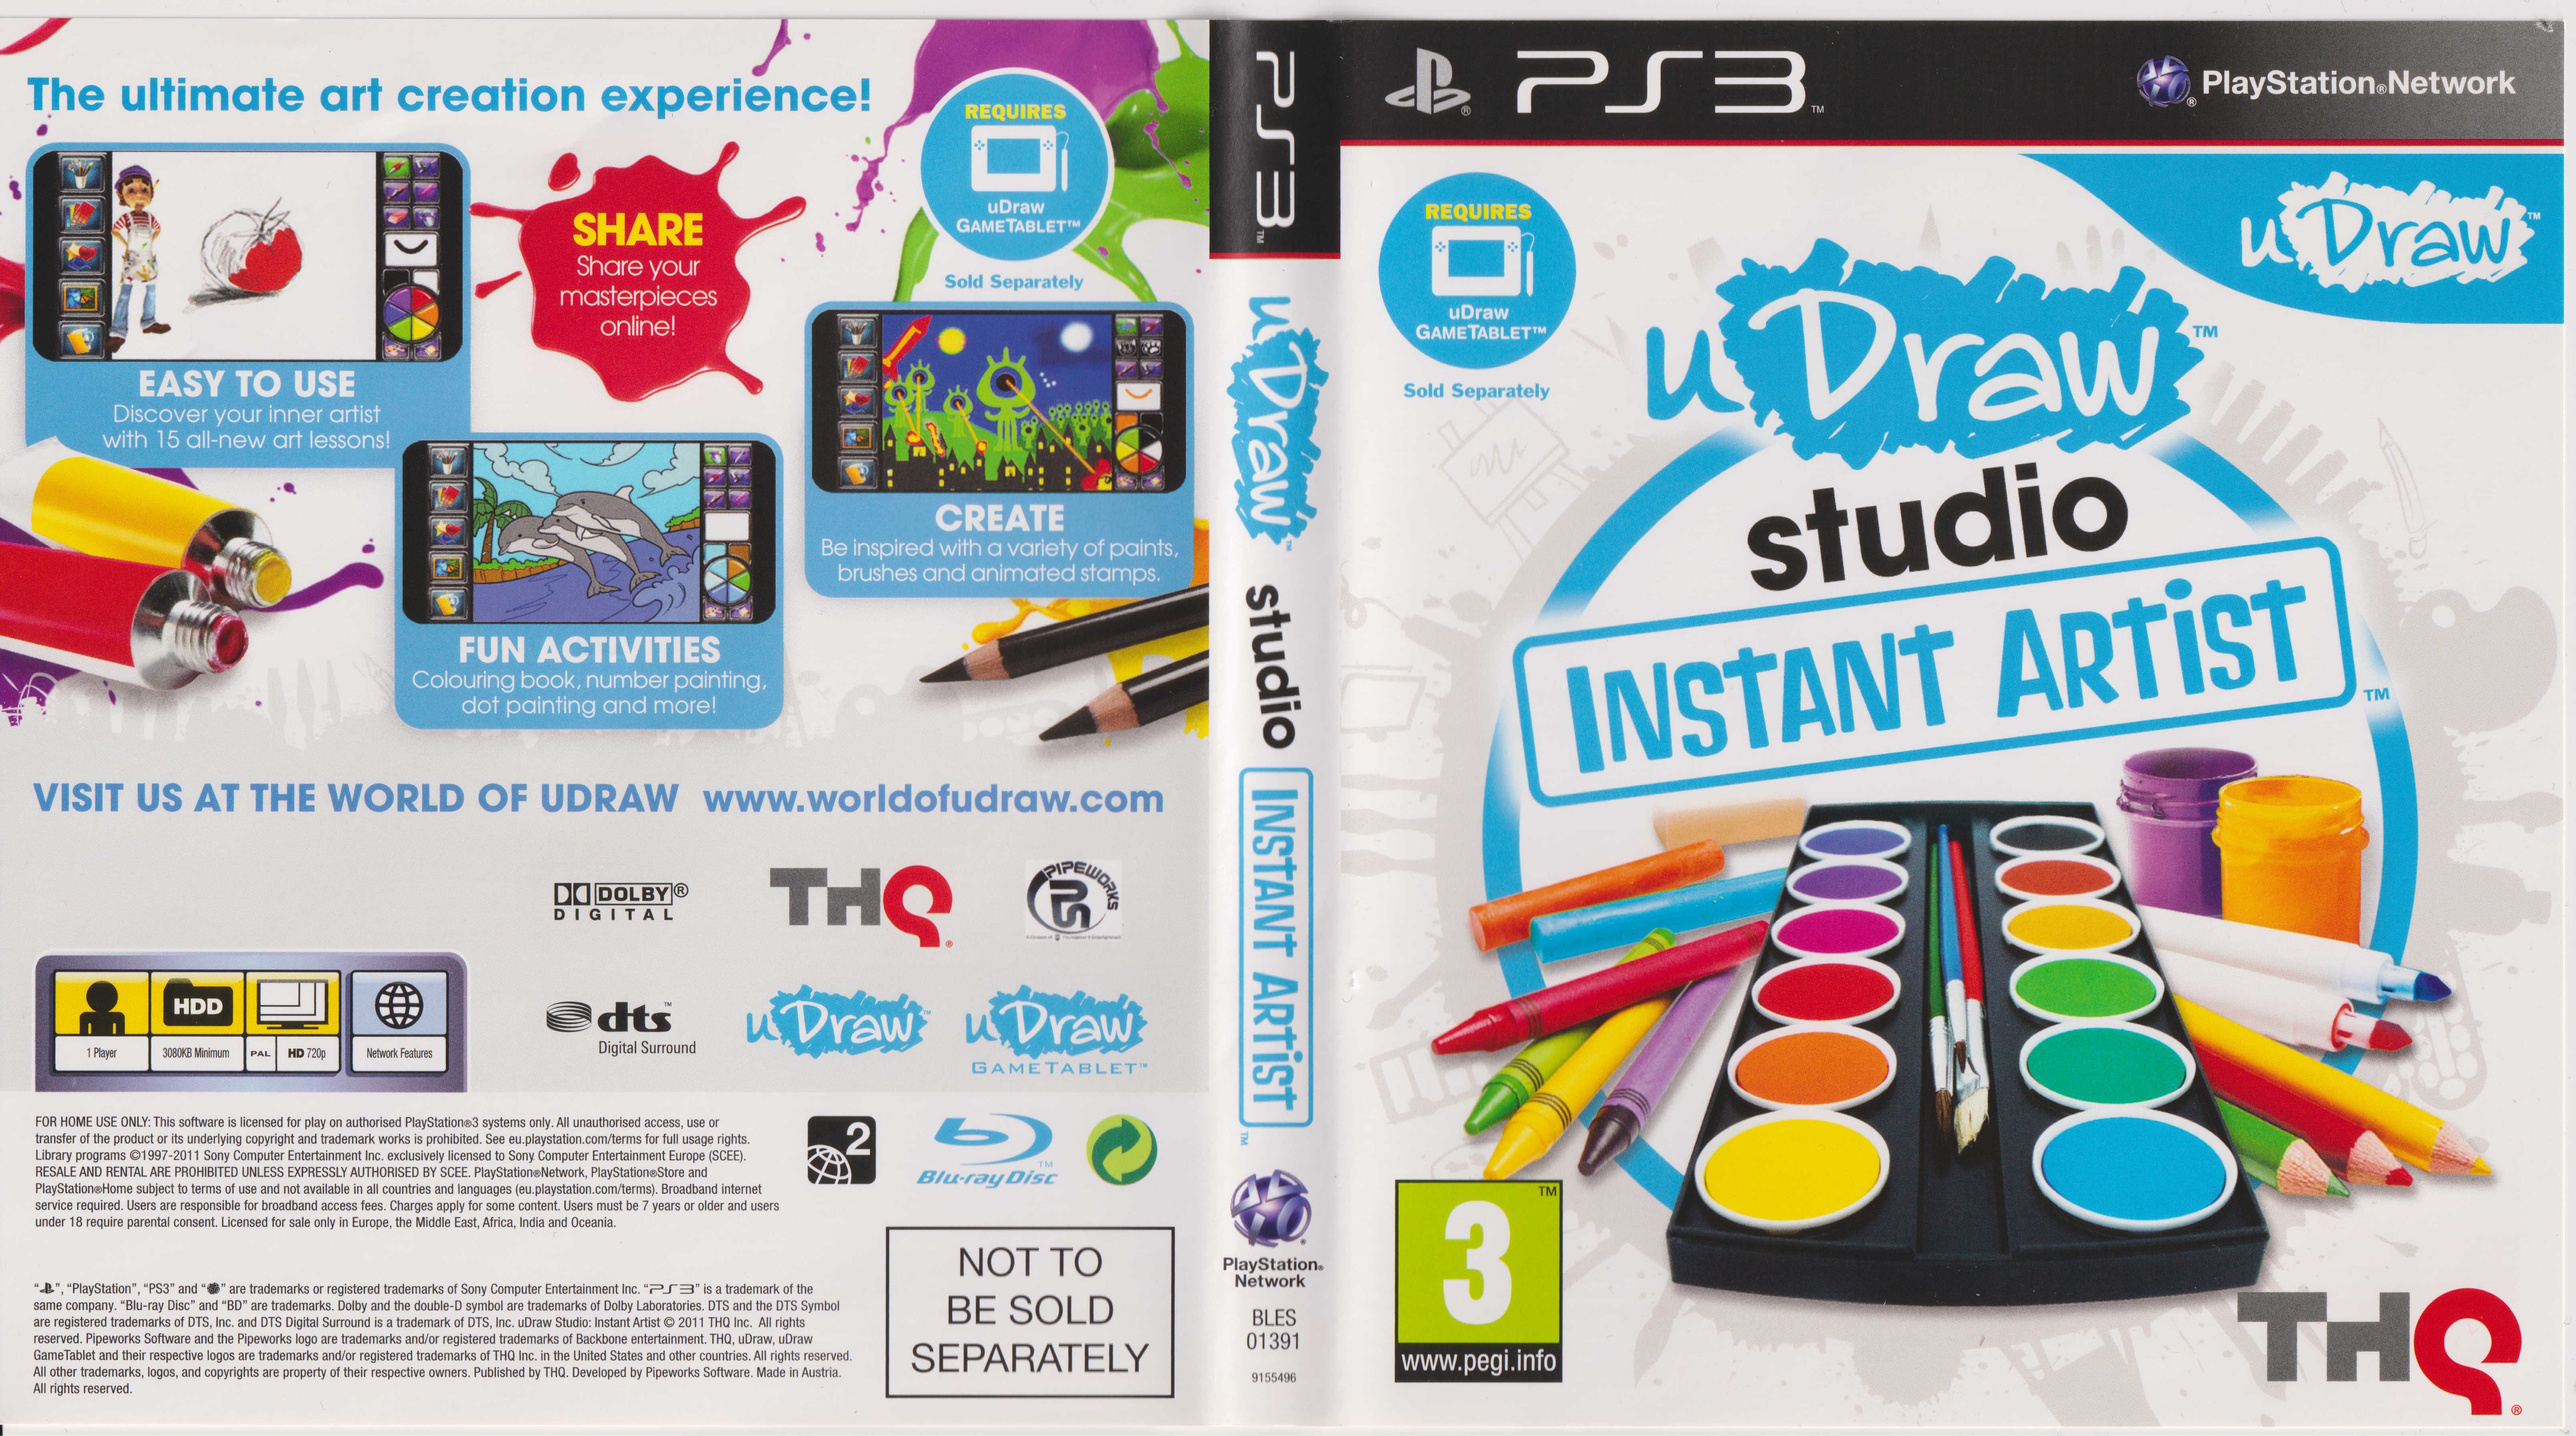 The ultimate art creation experience!
REQUIRES
uDraw
GAMETABLET™
Sold Separately
SHARE
Share your
masterpieces
online!
EASY TO USE
Discover your inner artist
with 15 all-new art lessons!
CREATE
Be inspired with a variety of paints,
brushes and animated stamps.
FUN ACTIVITIES
Colouring book, number painting,
dot painting and more!
VISIT US AT THE WORLD OF UDRAW www.worldofudraw.com
DOLBY®
DIGITAL
THQ®
PIPEWORKS
dts™
Digital Surround
uDraw™
uDraw
GAMETABLET™
HDD
1 Player
3080KB Minimum
PAL
HD 720p
Network Features
FOR HOME USE ONLY: This software is licensed for play on authorised PlayStation®3 systems only. All unauthorised access, use or
transfer of the product or its underlying copyright and trademark works is prohibited. See eu.playstation.com/terms for full usage rights.
Library programs ©1997-2011 Sony Computer Entertainment Inc. exclusively licensed to Sony Computer Entertainment Europe (SCEE).
RESALE AND RENTAL ARE PROHIBITED UNLESS EXPRESSLY AUTHORISED BY SCEE. PlayStation®Network, PlayStation®Store and
PlayStation®Home subject to terms of use and not available in all countries and languages (eu.playstation.com/terms). Broadband internet
service required. Users are responsible for broadband access fees. Charges apply for some content. Users must be 7 years or older and users
under 18 require parental consent. Licensed for sale only in Europe, the Middle East, Africa, India and Oceania.
2
Blu-ray Disc™
“ ”, “PlayStation”, “PS3” and “ ” are trademarks or registered trademarks of Sony Computer Entertainment Inc. “PS3” is a trademark of the
same company. “Blu-ray Disc” and “BD” are trademarks. Dolby and the double-D symbol are trademarks of Dolby Laboratories. DTS and the DTS Symbol
are registered trademarks of DTS, Inc. and DTS Digital Surround is a trademark of DTS, Inc. uDraw Studio: Instant Artist © 2011 THQ Inc. All rights
reserved. Pipeworks Software and the Pipeworks logo are trademarks and/or registered trademarks of Backbone entertainment. THQ, uDraw, uDraw
GameTablet and their respective logos are trademarks and/or registered trademarks of THQ Inc. in the United States and other countries. All rights reserved.
All other trademarks, logos, and copyrights are property of their respective owners. Published by THQ. Developed by Pipeworks Software. Made in Austria.
All rights reserved.
NOT TO
BE SOLD
SEPARATELY
PS3™
uDraw™
studio
INSTANT ARTIST™
PlayStation®
Network
BLES
01391
9155496
PS3™
PlayStation®Network
uDraw™
REQUIRES
uDraw
GAMETABLET™
Sold Separately
uDraw™
studio
INSTANT ARTIST™
3™
www.pegi.info
THQ®